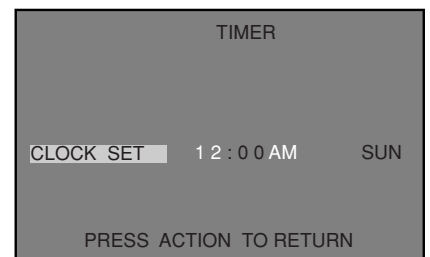 TIMER
CLOCK SET 12:00AM SUN
PRESS ACTION TO RETURN